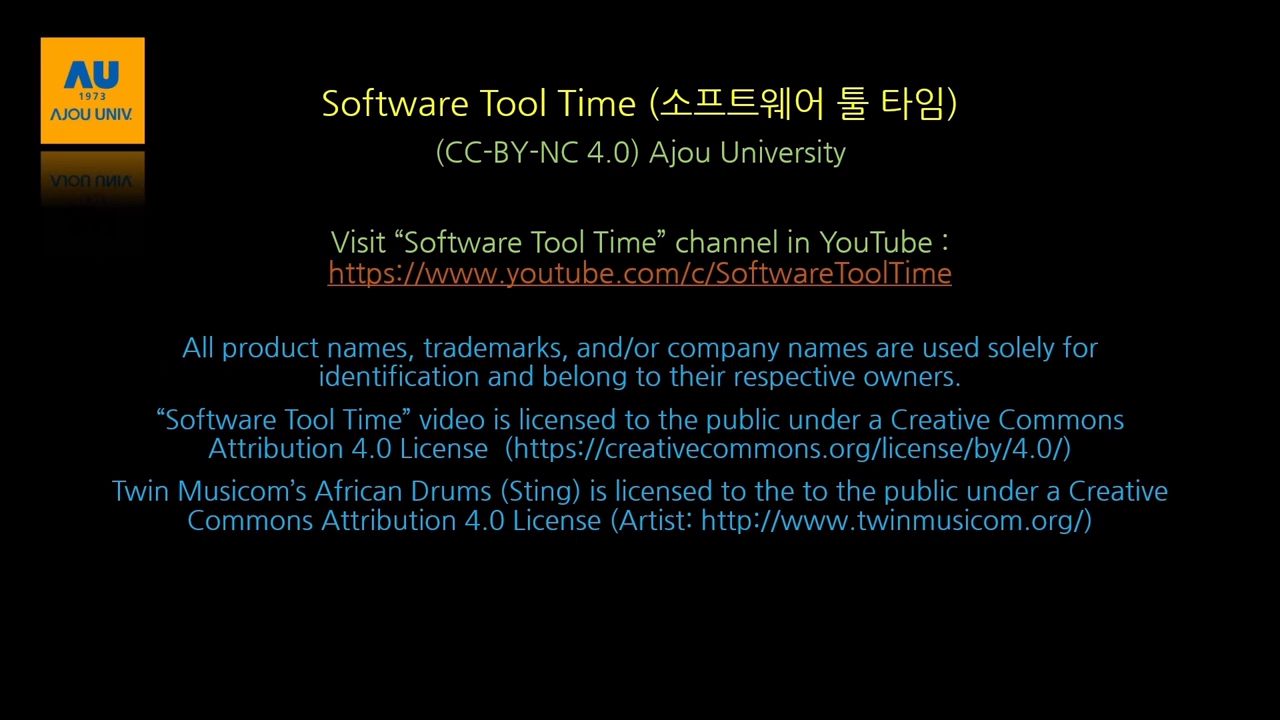 AU
1973
AJOU UNIV.
Software Tool Time (소프트웨어 툴 타임)
(CC-BY-NC 4.0) Ajou University
Visit “Software Tool Time” channel in YouTube :
https://www.youtube.com/c/SoftwareToolTime
All product names, trademarks, and/or company names are used solely for
identification and belong to their respective owners.
“Software Tool Time” video is licensed to the public under a Creative Commons
Attribution 4.0 License  (https://creativecommons.org/license/by/4.0/)
Twin Musicom’s African Drums (Sting) is licensed to the to the public under a Creative
Commons Attribution 4.0 License (Artist: http://www.twinmusicom.org/)